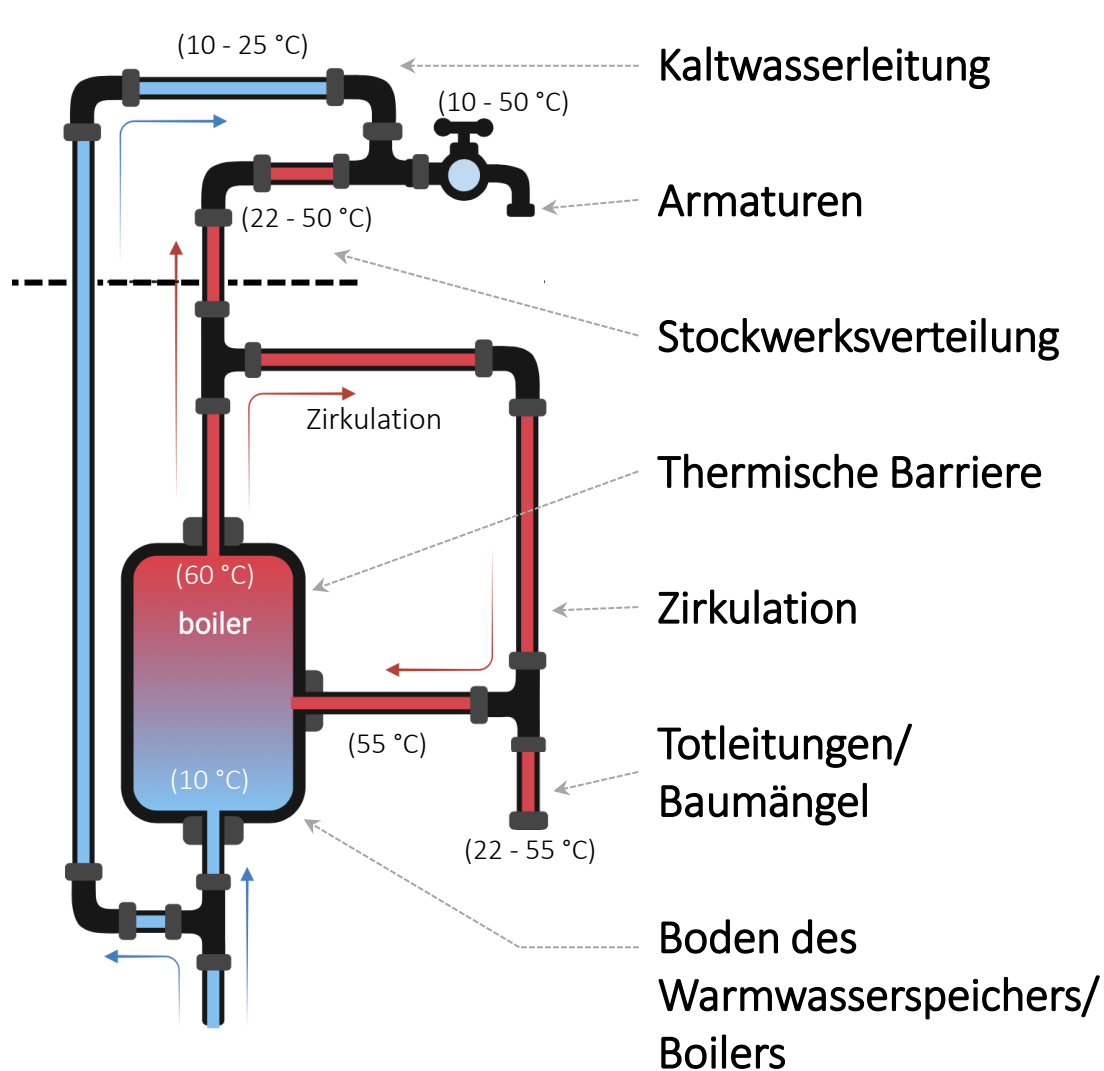 (10 - 25 °C)
Kaltwasserleitung
(10 - 50 °C)
Armaturen
(22 - 50 °C)
Stockwerksverteilung
Zirkulation
Thermische Barriere
(60 °C)
boiler
Zirkulation
(55 °C)
Totleitungen/
Baumängel
(10 °C)
(22 - 55 °C)
Boden des
Warmwasserspeichers/
Boilers